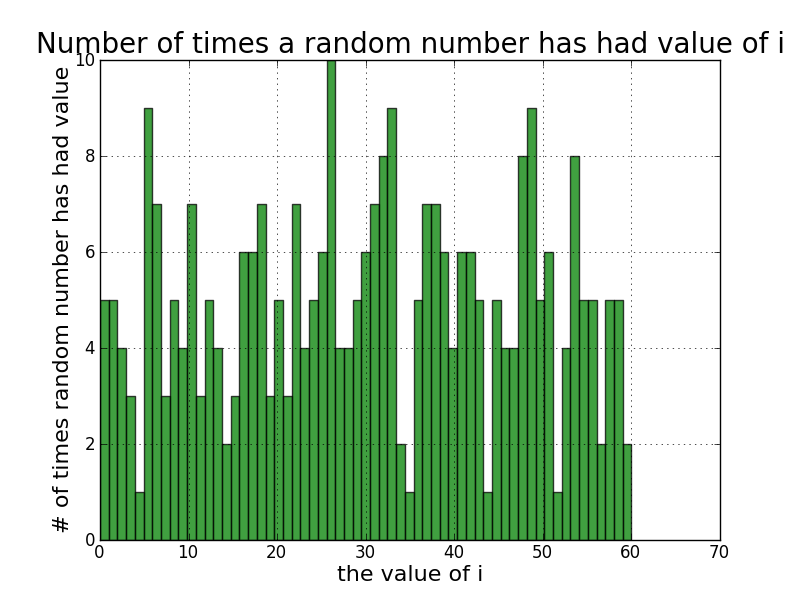 Number of times a random number has had value of i
# of times random number has had value
10
8
6
4
2
0
0 10 20 30 40 50 60 70
the value of i